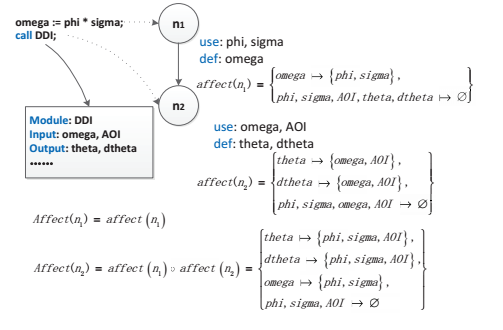 omega := phi * sigma;
call DDI;
n1
use: phi, sigma
def: omega
affect(n₁) = {omega ↦ {phi, sigma},
phi, sigma, AOI, theta, dtheta ↦ ∅}
n2
Module: DDI
Input: omega, AOI
Output: theta, dtheta
......
use: omega, AOI
def: theta, dtheta
affect(n₂) = {theta ↦ {omega, AOI},
dtheta → {omega, AOI},
phi, sigma, omega, AOI → ∅}
Affect(n₁) = affect(n₁)
Affect(n₂) = affect(n₁) ∘ affect(n₂) = {theta ↦ {phi, sigma, AOI},
dtheta ↦ {phi, sigma, AOI},
omega ↦ {phi, sigma},
phi, sigma, AOI → ∅}